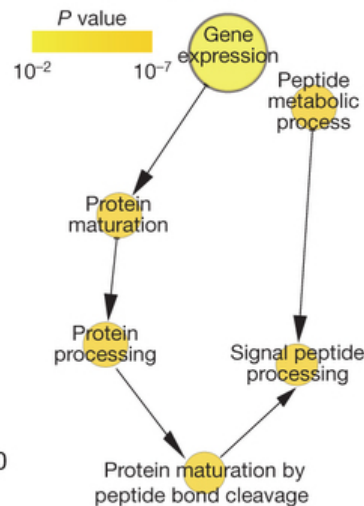 P value
10⁻² 10⁻⁷
Gene
expression
Peptide
metabolic
process
Protein
maturation
Protein
processing
Signal peptide
processing
0
Protein maturation by
peptide bond cleavage